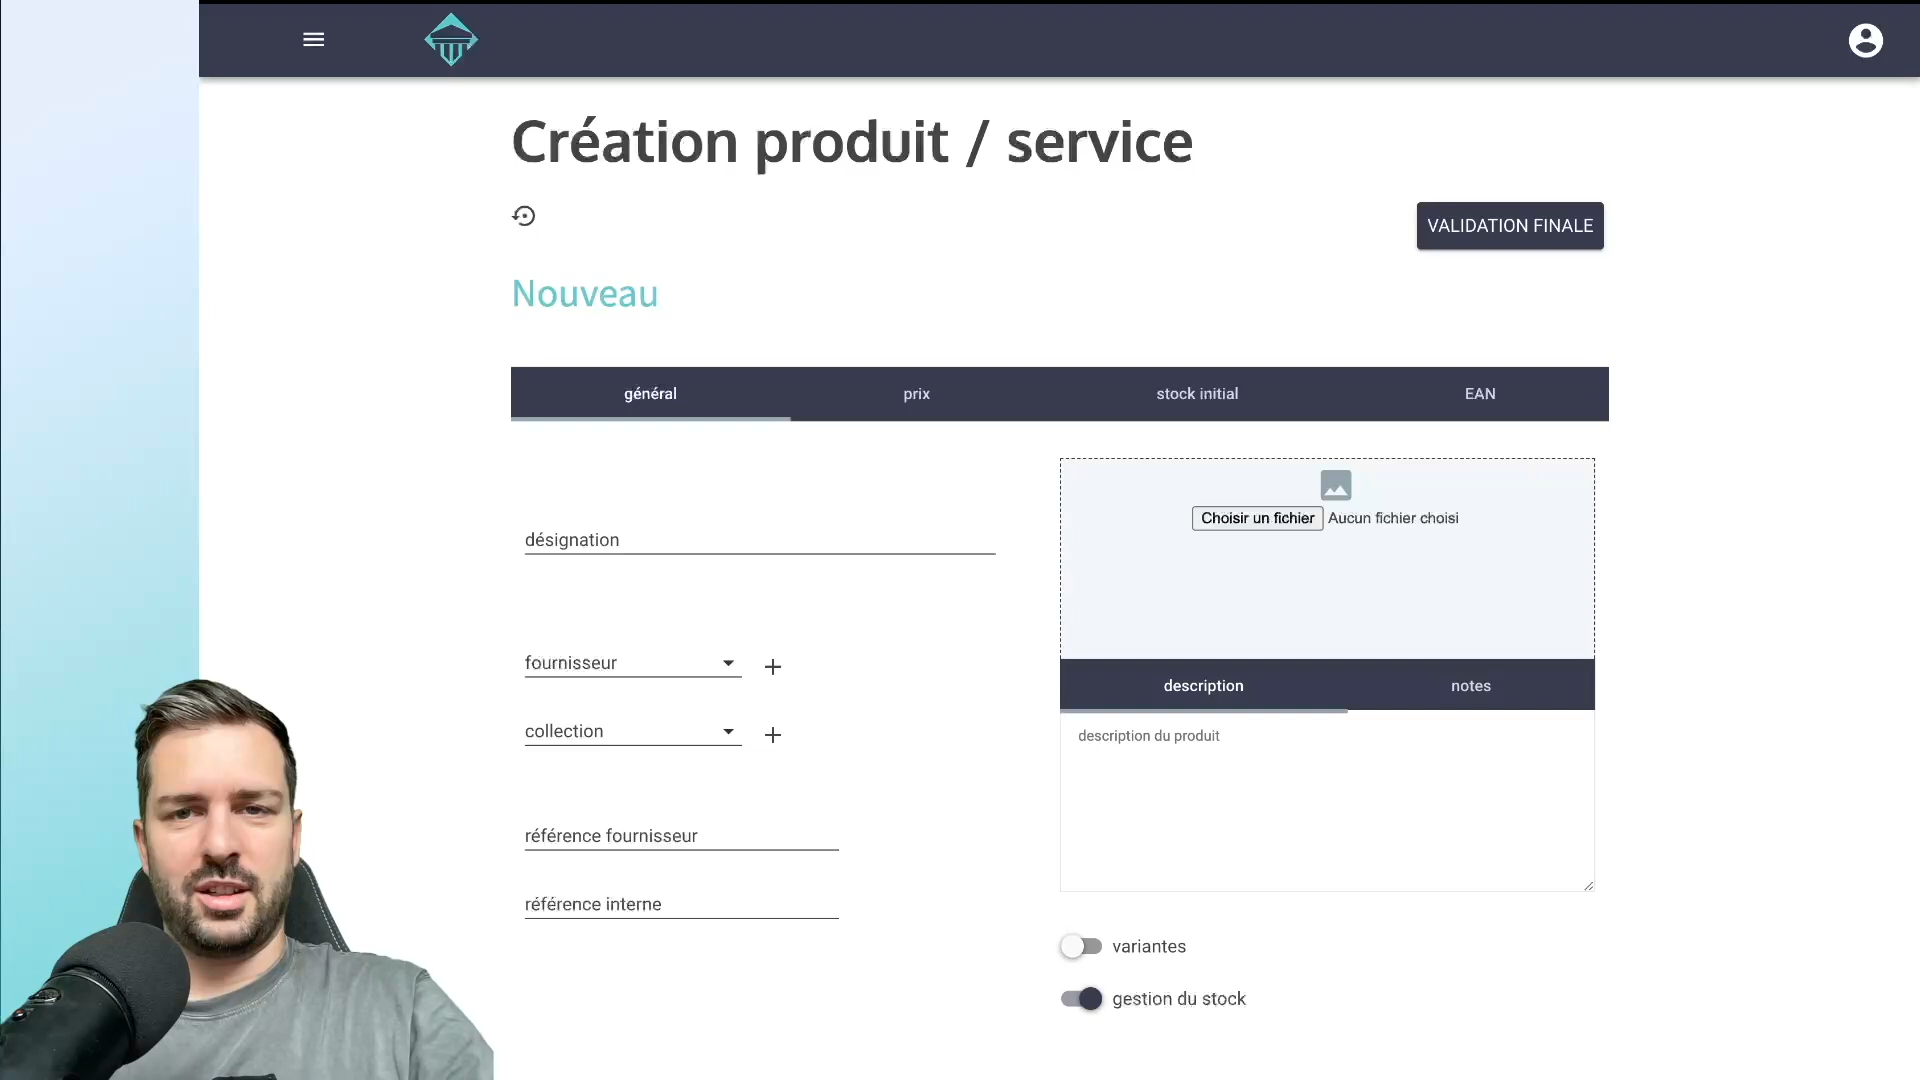 Création produit / service
VALIDATION FINALE
Nouveau
général
prix
stock initial
EAN
Choisir un fichier Aucun fichier choisi
désignation
fournisseur
collection
référence fournisseur
référence interne
description
notes
description du produit
variantes
gestion du stock